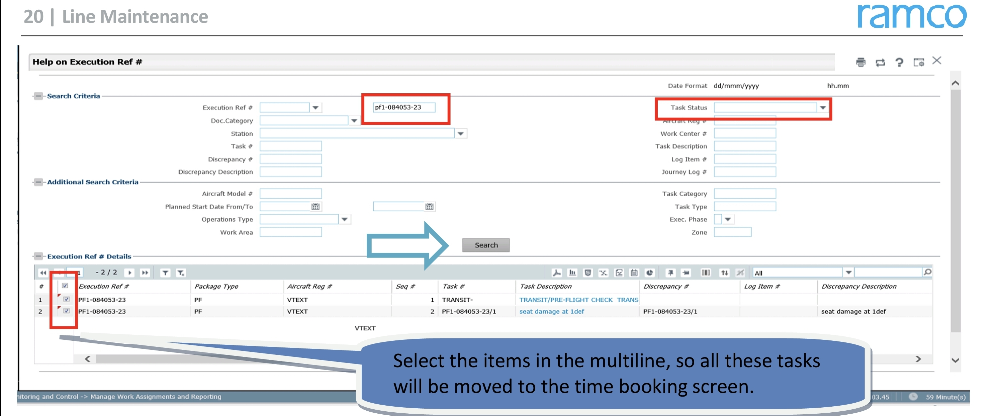 20 | Line Maintenance
ramco
Help on Execution Ref #
Date Format dd/mmm/yyyy hh.mm
Search Criteria
Execution Ref # pf1-084053-23 Task Status
Doc.Category Aircraft Reg #
Station Work Center #
Task # Task Description
Discrepancy # Log Item #
Discrepancy Description Journey Log #
Additional Search Criteria
Aircraft Model # Task Category
Planned Start Date From/To Task Type
Operations Type Exec. Phase
Work Area Zone
Search
Execution Ref # Details
1 - 2 / 2 All
# Execution Ref # Package Type Aircraft Reg # Seq # Task # Task Description Discrepancy # Log Item # Discrepancy Description
1 PF1-084053-23 PF VTEXT 1 TRANSIT- TRANSIT/PRE-FLIGHT CHECK TRANS
2 PF1-084053-23 PF VTEXT 2 PF1-084053-23/1 seat damage at 1def PF1-084053-23/1 seat damage at 1def
VTEXT
Select the items in the multiline, so all these tasks
will be moved to the time booking screen.
nitoring and Control -> Manage Work Assignments and Reporting 03.45 59 Minute(s)